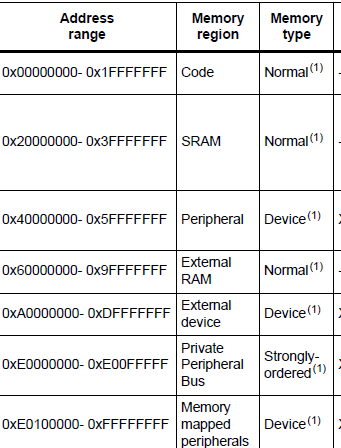 Address range Memory region Memory type
0x00000000- 0x1FFFFFFF Code Normal(1) -
0x20000000- 0x3FFFFFFF SRAM Normal(1) -
0x40000000- 0x5FFFFFFF Peripheral Device(1)
0x60000000- 0x9FFFFFFF External RAM Normal(1) -
0xA0000000- 0xDFFFFFFF External device Device(1)
0xE0000000- 0xE00FFFFF Private Peripheral Bus Strongly-ordered(1)
0xE0100000- 0xFFFFFFFF Memory mapped peripherals Device(1)